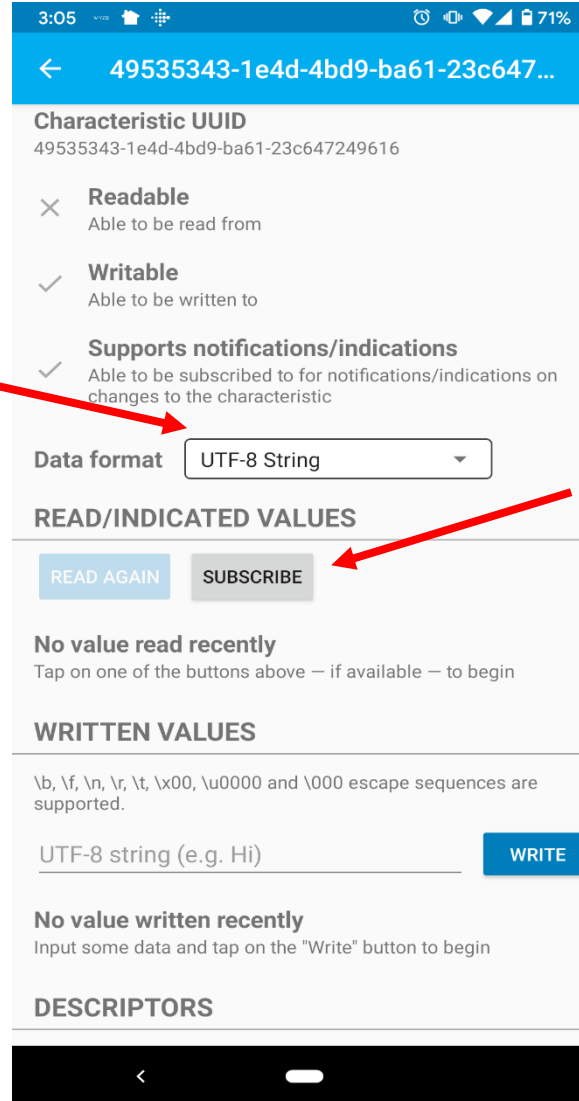 3:05 WYZE 71%
49535343-1e4d-4bd9-ba61-23c647...
Characteristic UUID
49535343-1e4d-4bd9-ba61-23c647249616
Readable
Able to be read from
Writable
Able to be written to
Supports notifications/indications
Able to be subscribed to for notifications/indications on
changes to the characteristic
Data format UTF-8 String
READ/INDICATED VALUES
READ AGAIN SUBSCRIBE
No value read recently
Tap on one of the buttons above — if available — to begin
WRITTEN VALUES
\b, \f, \n, \r, \t, \x00, \u0000 and \000 escape sequences are
supported.
UTF-8 string (e.g. Hi) WRITE
No value written recently
Input some data and tap on the "Write" button to begin
DESCRIPTORS